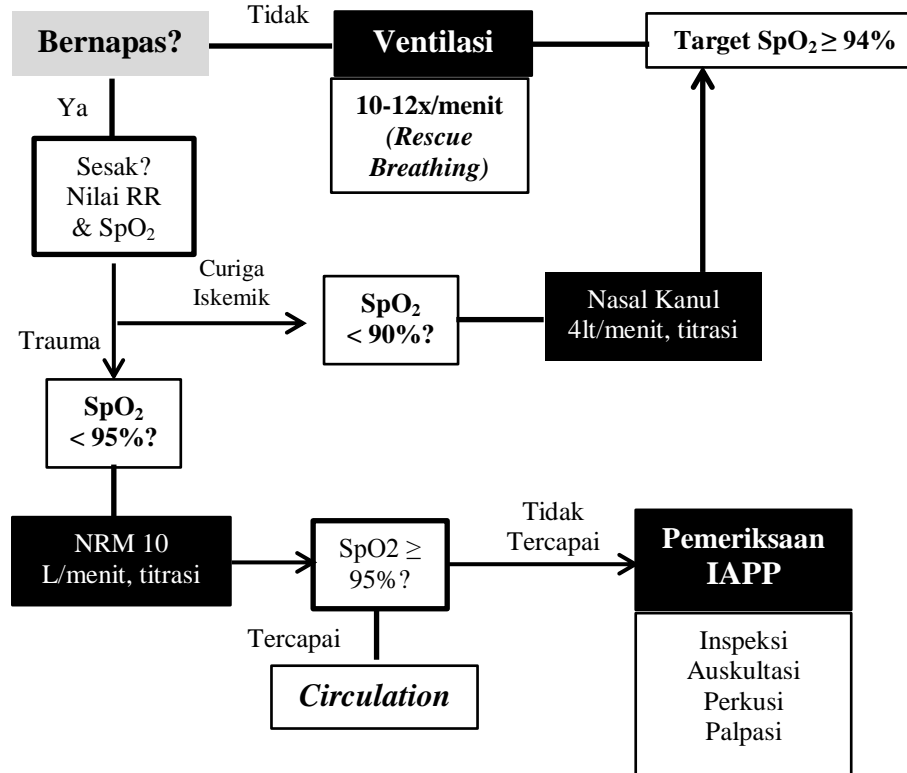 Tidak
Bernapas?
Ventilasi
Target SpO₂ ≥ 94%
10-12x/menit
(Rescue
Breathing)
Ya
Sesak?
Nilai RR
& SpO₂
Curiga
Iskemik
SpO₂
< 90%?
Nasal Kanul
4lt/menit, titrasi
Trauma
SpO₂
< 95%?
NRM 10
L/menit, titrasi
SpO2 ≥
95%?
Tidak
Tercapai
Pemeriksaan
IAPP
Tercapai
Circulation
Inspeksi
Auskultasi
Perkusi
Palpasi